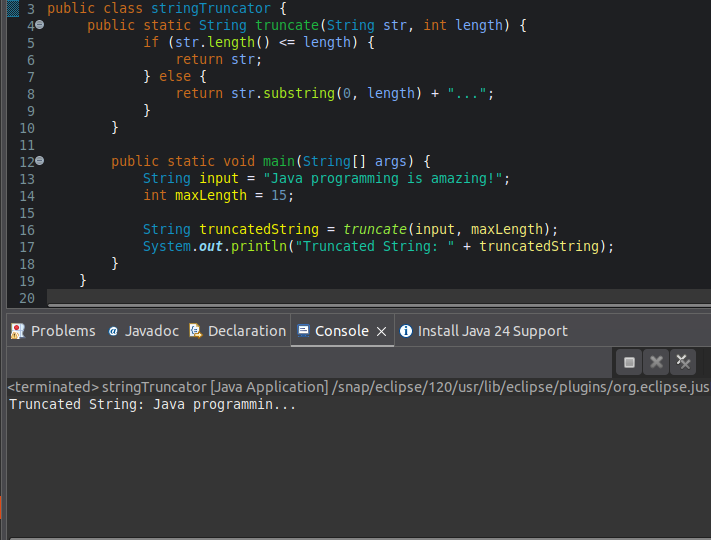 3 public class stringTruncator {
4 public static String truncate(String str, int length) {
5 if (str.length() <= length) {
6 return str;
7 } else {
8 return str.substring(0, length) + "...";
9 }
10 }
11
12 public static void main(String[] args) {
13 String input = "Java programming is amazing!";
14 int maxLength = 15;
15
16 String truncatedString = truncate(input, maxLength);
17 System.out.println("Truncated String: " + truncatedString);
18 }
19 }
20
Problems Javadoc Declaration Console Install Java 24 Support
<terminated> stringTruncator [Java Application] /snap/eclipse/120/usr/lib/eclipse/plugins/org.eclipse.jus
Truncated String: Java programmin...